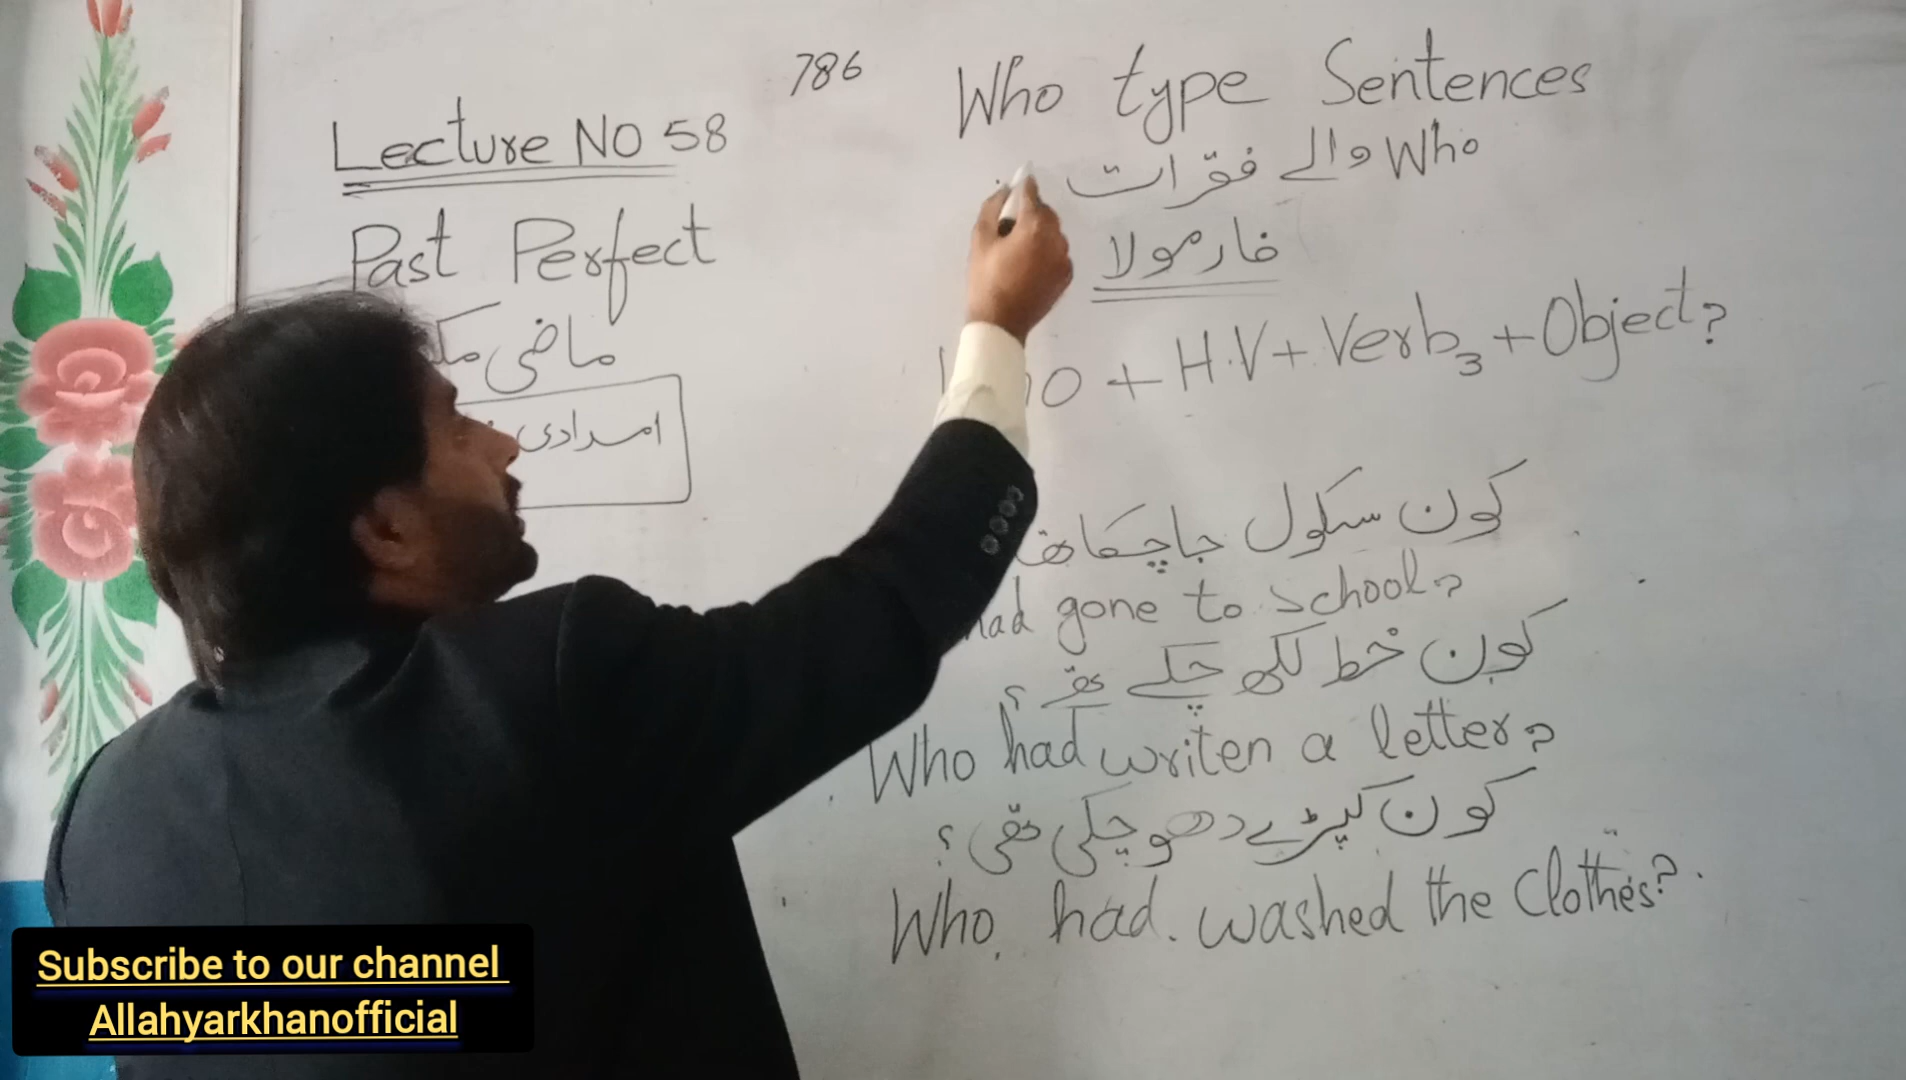 786
Lecture NO 58
Past Perfect
ماضی
امدادی
Who type Sentences
Who والے فقرات
فارمولا
+ H.V + Verb3 + Object?
کون سکول جاچکا
had gone to School?
کون خط لکھ چکے تھے؟
Who had writen a letter?
کون کپڑے دھو چکی تھی؟
Who had washed the Clothes?
Subscribe to our channel
Allahyarkhanofficial